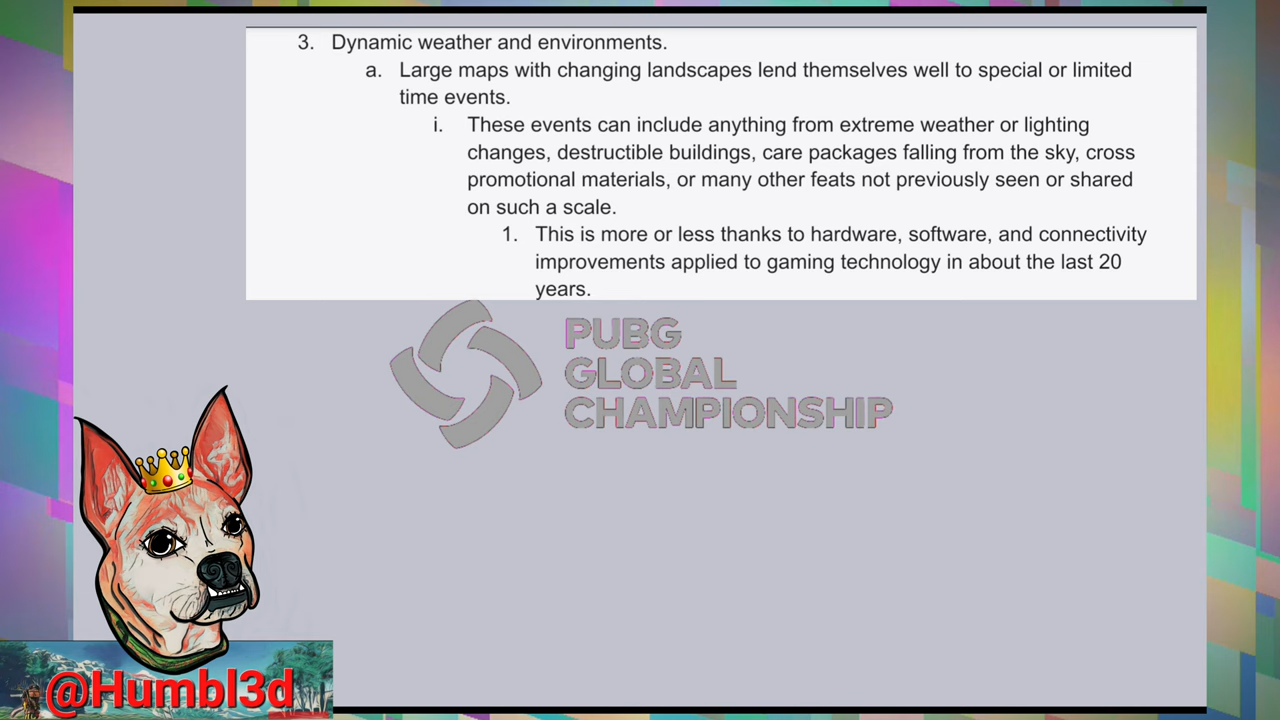 3. Dynamic weather and environments.
a. Large maps with changing landscapes lend themselves well to special or limited
time events.
i. These events can include anything from extreme weather or lighting
changes, destructible buildings, care packages falling from the sky, cross
promotional materials, or many other feats not previously seen or shared
on such a scale.
1. This is more or less thanks to hardware, software, and connectivity
improvements applied to gaming technology in about the last 20
years.
PUBG
GLOBAL
CHAMPIONSHIP
@Humbl3d